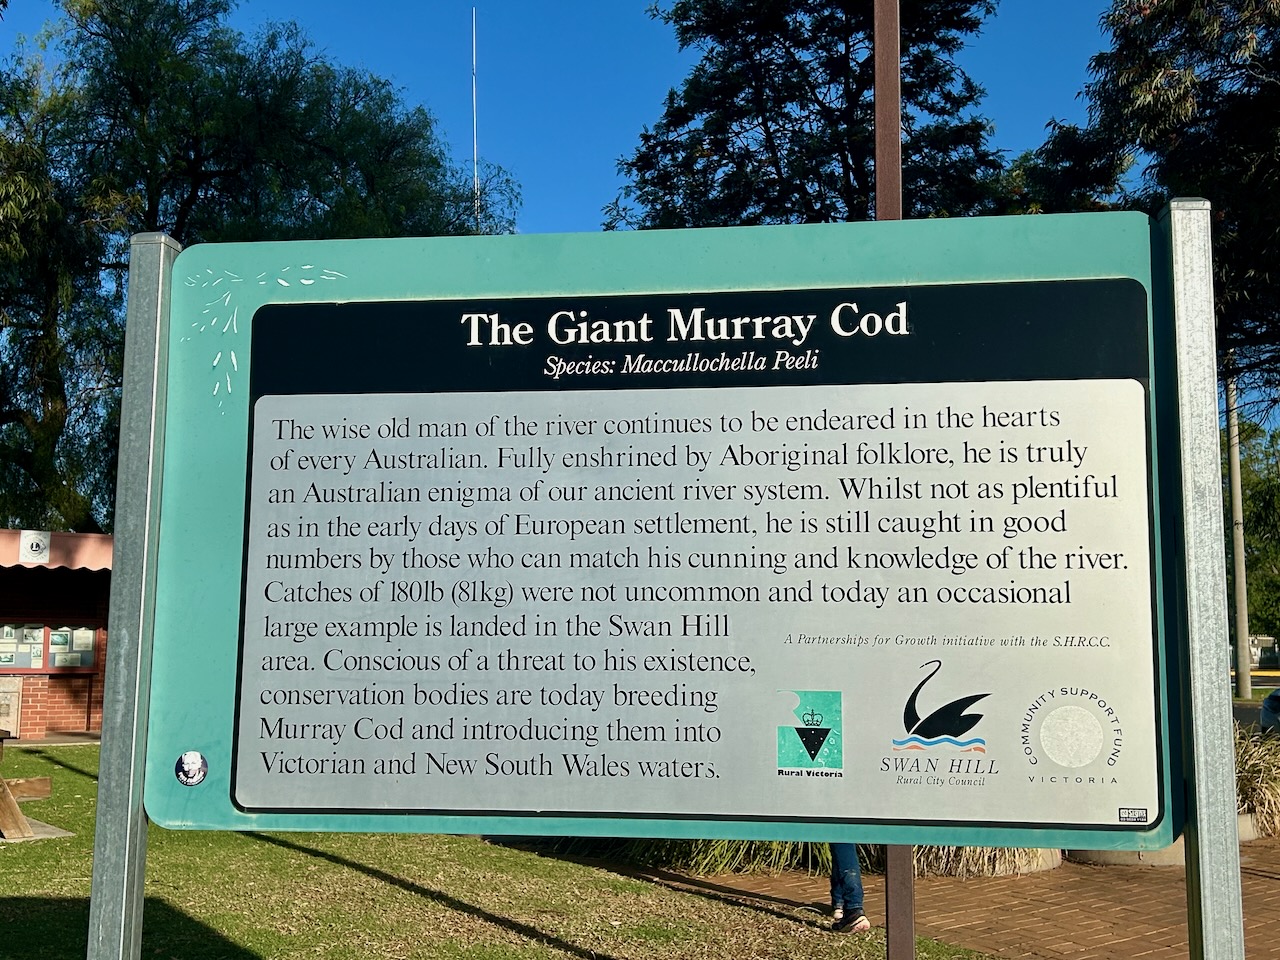 The Giant Murray Cod
Species: Maccullochella Peeli
The wise old man of the river continues to be endeared in the hearts
of every Australian. Fully enshrined by Aboriginal folklore, he is truly
an Australian enigma of our ancient river system. Whilst not as plentiful
as in the early days of European settlement, he is still caught in good
numbers by those who can match his cunning and knowledge of the river.
Catches of 180lb (81kg) were not uncommon and today an occasional
large example is landed in the Swan Hill
area. Conscious of a threat to his existence,
conservation bodies are today breeding
Murray Cod and introducing them into
Victorian and New South Wales waters.
A Partnerships for Growth initiative with the S.H.R.C.C.
Rural Victoria
SWAN HILL
Rural City Council
COMMUNITY SUPPORT FUND
VICTORIA